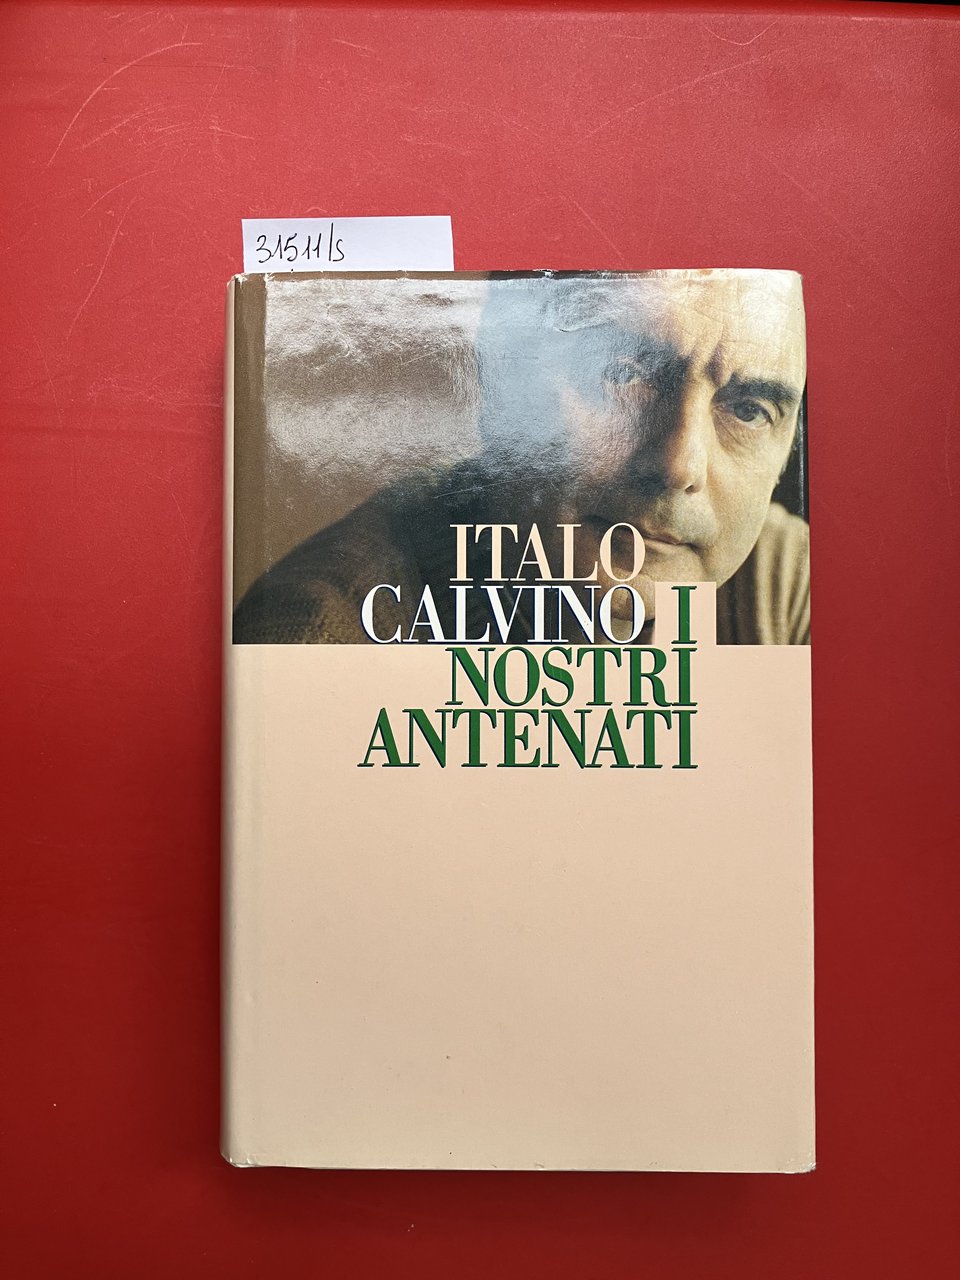 31511/s
ITALO
CALVINO I
NOSTRI
ANTENATI